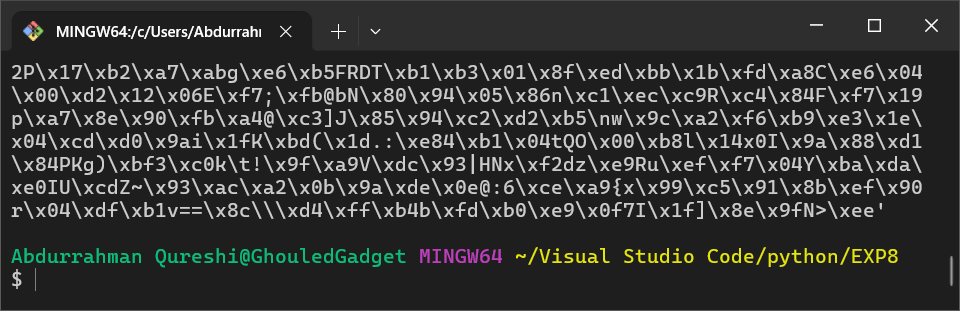 MINGW64:/c/Users/Abdurrahr
2P\x17\xb2\xa7\xabg\xe6\xb5FRDT\xb1\xb3\x01\x8f\xed\xbb\x1b\xfd\xa8C\xe6\x04
\x00\xd2\x12\x06E\xf7;\xfb@bN\x80\x94\x05\x86n\xc1\xec\xc9R\xc4\x84F\xf7\x19
p\xa7\x8e\x90\xfb\xa4@\xc3]J\x85\x94\xc2\xd2\xb5\nw\x9c\xa2\xf6\xb9\xe3\x1e\
x04\xcd\xd0\x9ai\x1fK\xbd(\x1d.:\xe84\xb1\x04tQO\x00\xb8l\x14x0I\x9a\x88\xd1
\x84PKg)\xbf3\xc0k\t!\x9f\xa9V\xdc\x93|HNx\xf2dz\xe9Ru\xef\xf7\x04Y\xba\xda\
xe0IU\xcdZ~\x93\xac\xa2\x0b\x9a\xde\x0e@:6\xce\xa9{x\x99\xc5\x91\x8b\xef\x90
r\x04\xdf\xb1v==\x8c\\\xd4\xff\xb4b\xfd\xb0\xe9\x0f7I\x1f]\x8e\x9fN>\xee'
Abdurrahman Qureshi@GhouledGadget MINGW64 ~/Visual Studio Code/python/EXP8
$